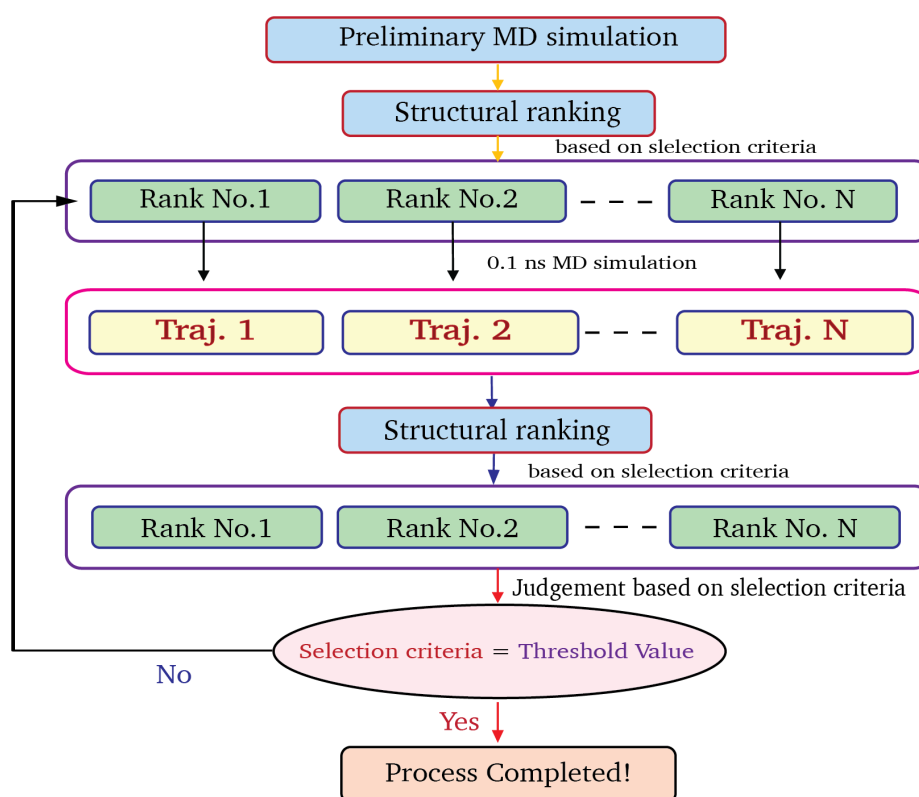 Preliminary MD simulation
Structural ranking
based on slelection criteria
Rank No.1
Rank No.2
Rank No. N
0.1 ns MD simulation
Traj. 1
Traj. 2
Traj. N
Structural ranking
based on slelection criteria
Rank No.1
Rank No.2
Rank No. N
Judgement based on slelection criteria
Selection criteria = Threshold Value
No
Yes
Process Completed!